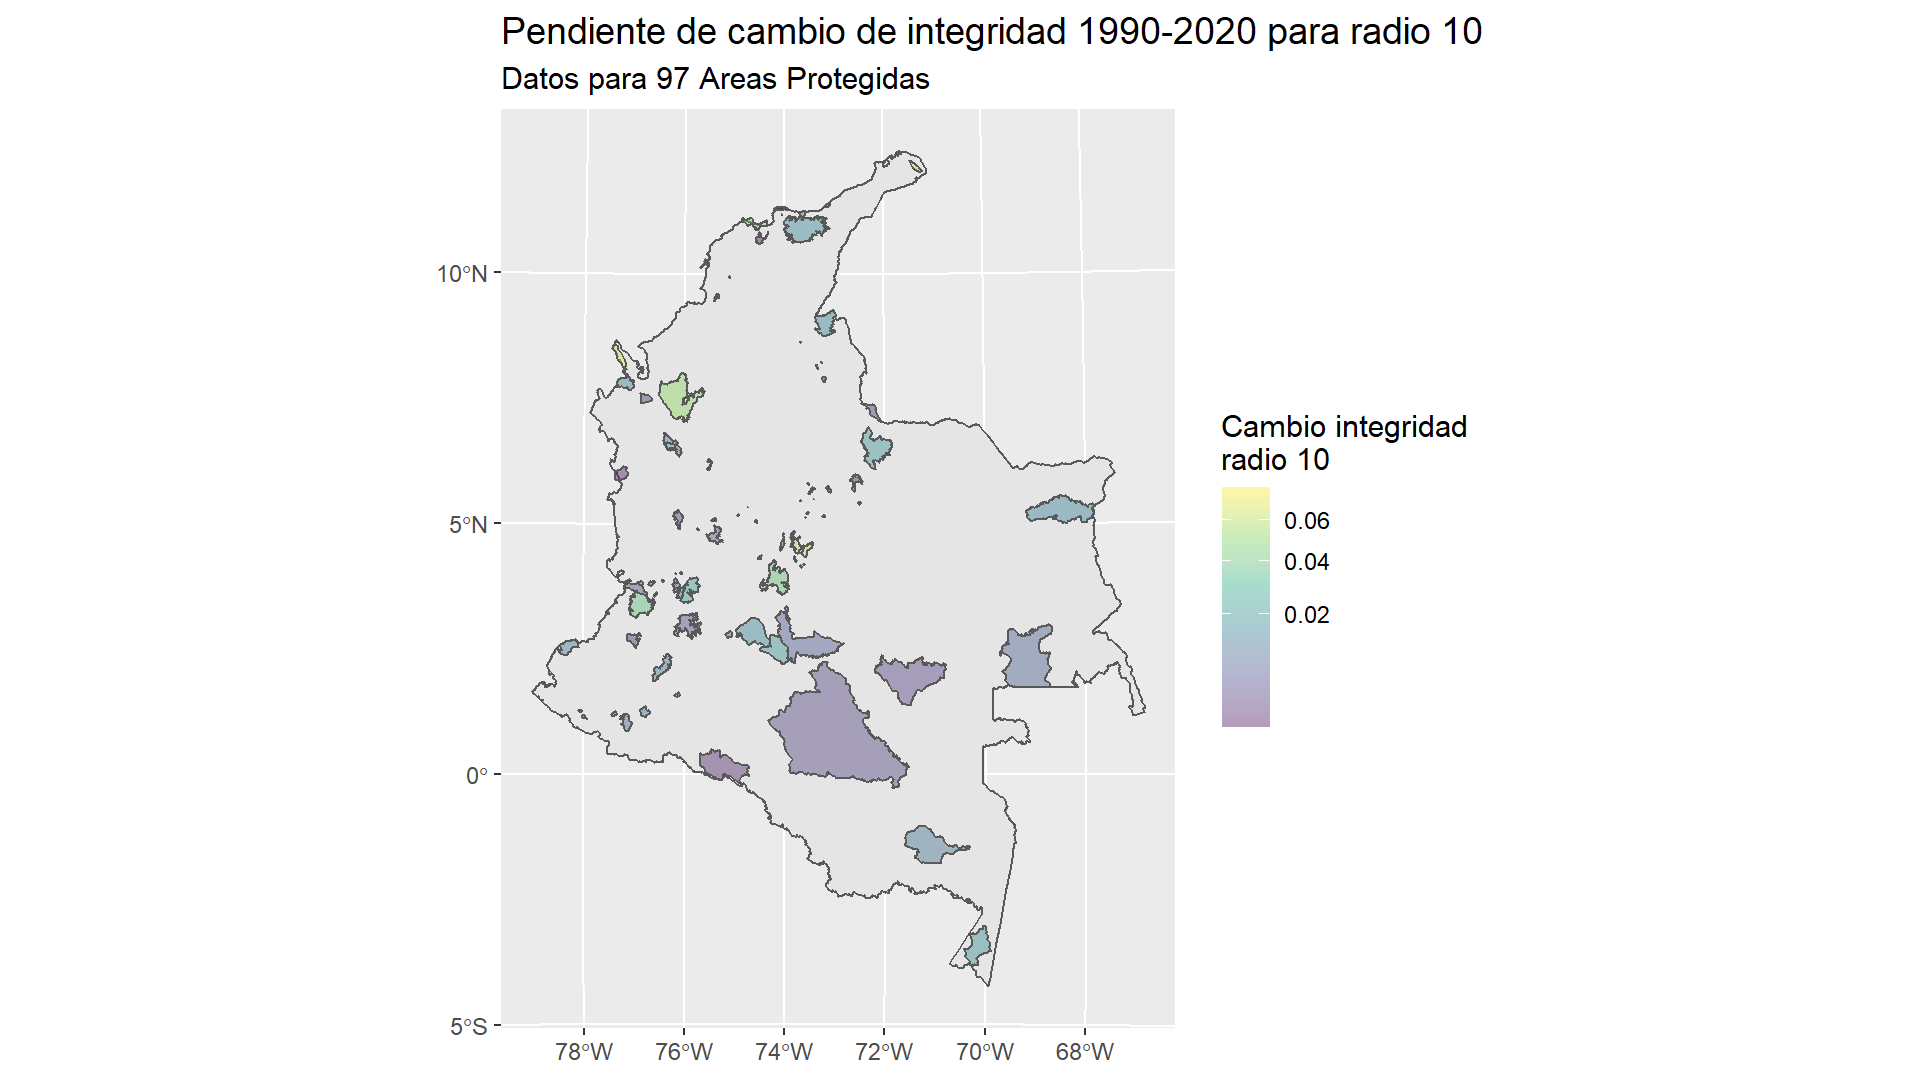 Pendiente de cambio de integridad 1990-2020 para radio 10
Datos para 97 Areas Protegidas
10°N
5°N
0°
5°S
78°W 76°W 74°W 72°W 70°W 68°W
Cambio integridad
radio 10
0.06
0.04
0.02